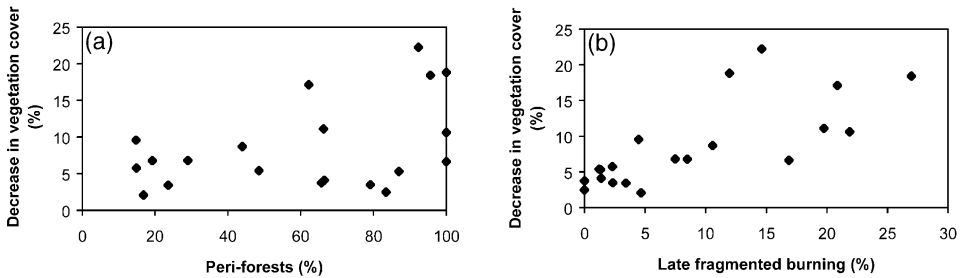 (a)
Decrease in vegetation cover
(%)
25
20
15
10
5
0
0 20 40 60 80 100
Peri-forests (%)
(b)
Decrease in vegetation cover
(%)
25
20
15
10
5
0
0 5 10 15 20 25 30
Late fragmented burning (%)